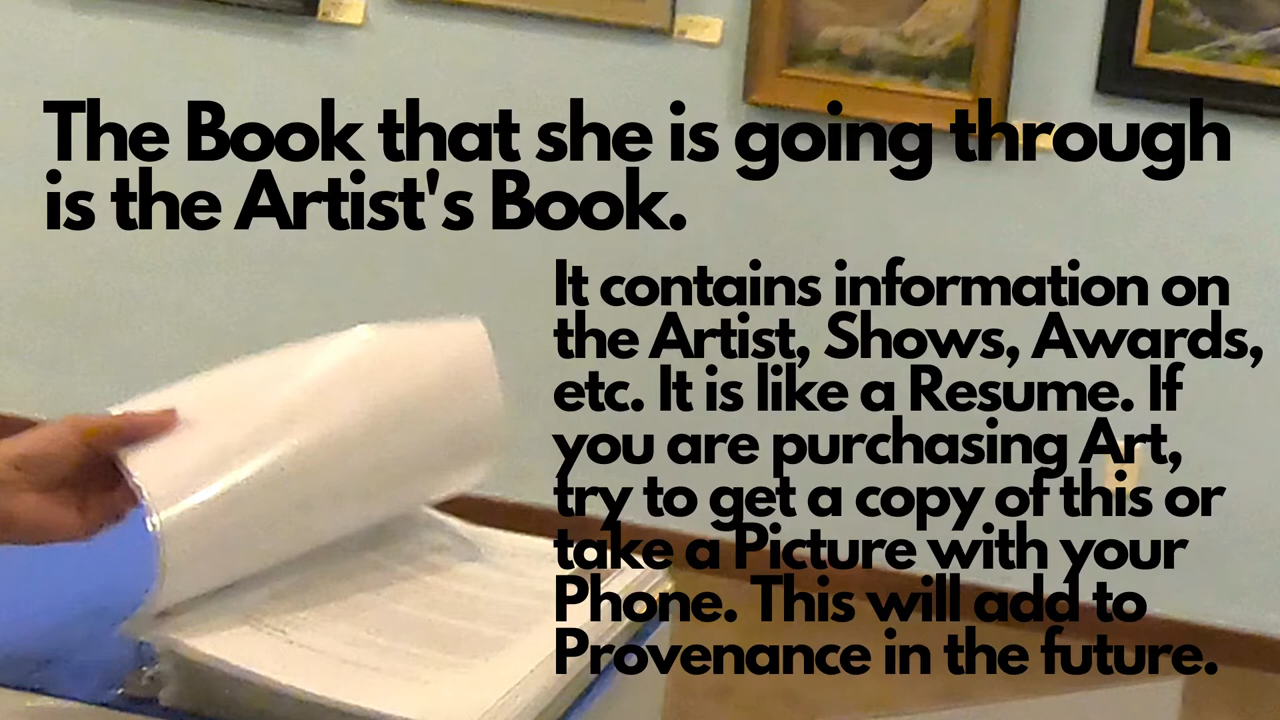 The Book that she is going through
is the Artist's Book.
It contains information on
the Artist, Shows, Awards,
etc. It is like a Resume. If
you are purchasing Art,
try to get a copy of this or
take a Picture with your
Phone. This will add to
Provenance in the future.